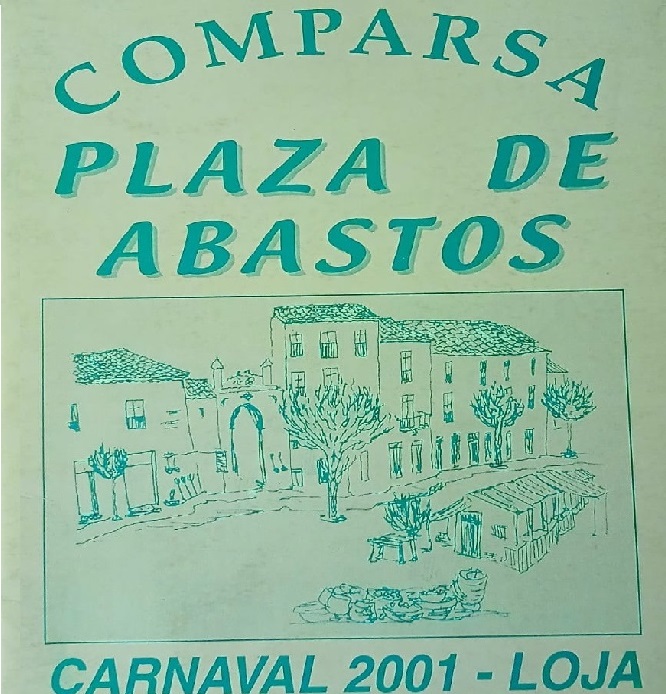 COMPARSA
PLAZA DE
ABASTOS
CARNAVAL 2001 - LOJA